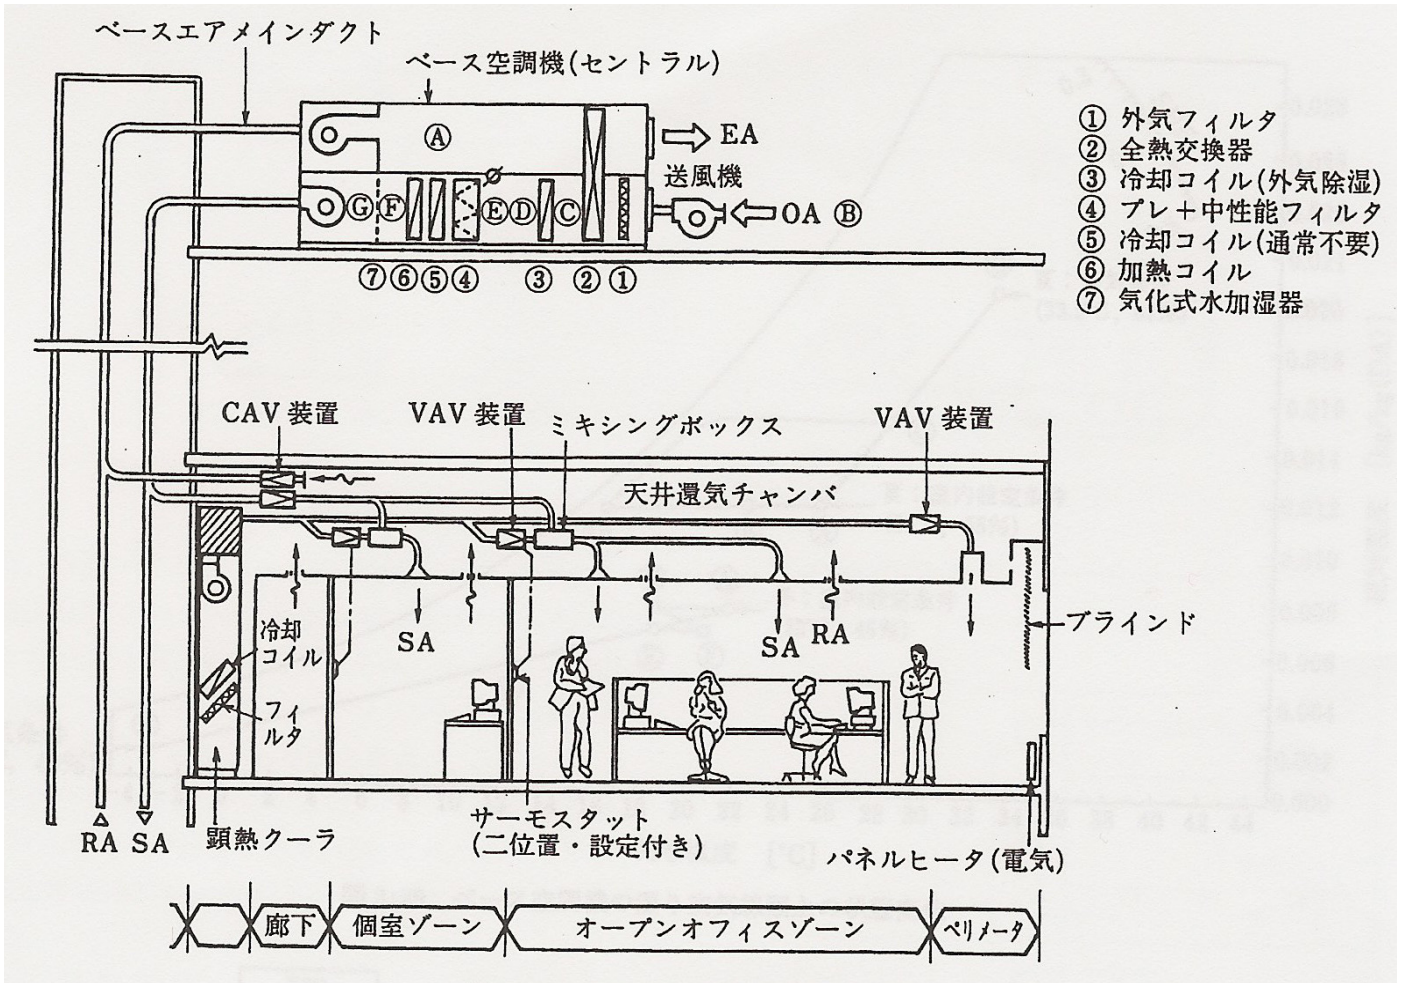 ベースエアメインダクト
ベース空調機(セントラル)
Ⓐ
EA
送風機
Ⓖ Ⓕ Ⓔ Ⓓ Ⓒ
OA Ⓑ
⑦ ⑥ ⑤ ④ ③ ② ①
① 外気フィルタ
② 全熱交換器
③ 冷却コイル(外気除湿)
④ プレ+中性能フィルタ
⑤ 冷却コイル(通常不要)
⑥ 加熱コイル
⑦ 気化式水加湿器
CAV 装置
VAV 装置
ミキシングボックス
VAV 装置
天井還気チャンバ
冷却
コイル
フィ
ルタ
SA
SA
RA
ブラインド
RA SA
顕熱クーラ
サーモスタット
(二位置・設定付き)
パネルヒータ(電気)
廊下
個室ゾーン
オープンオフィスゾーン
ペリメータ